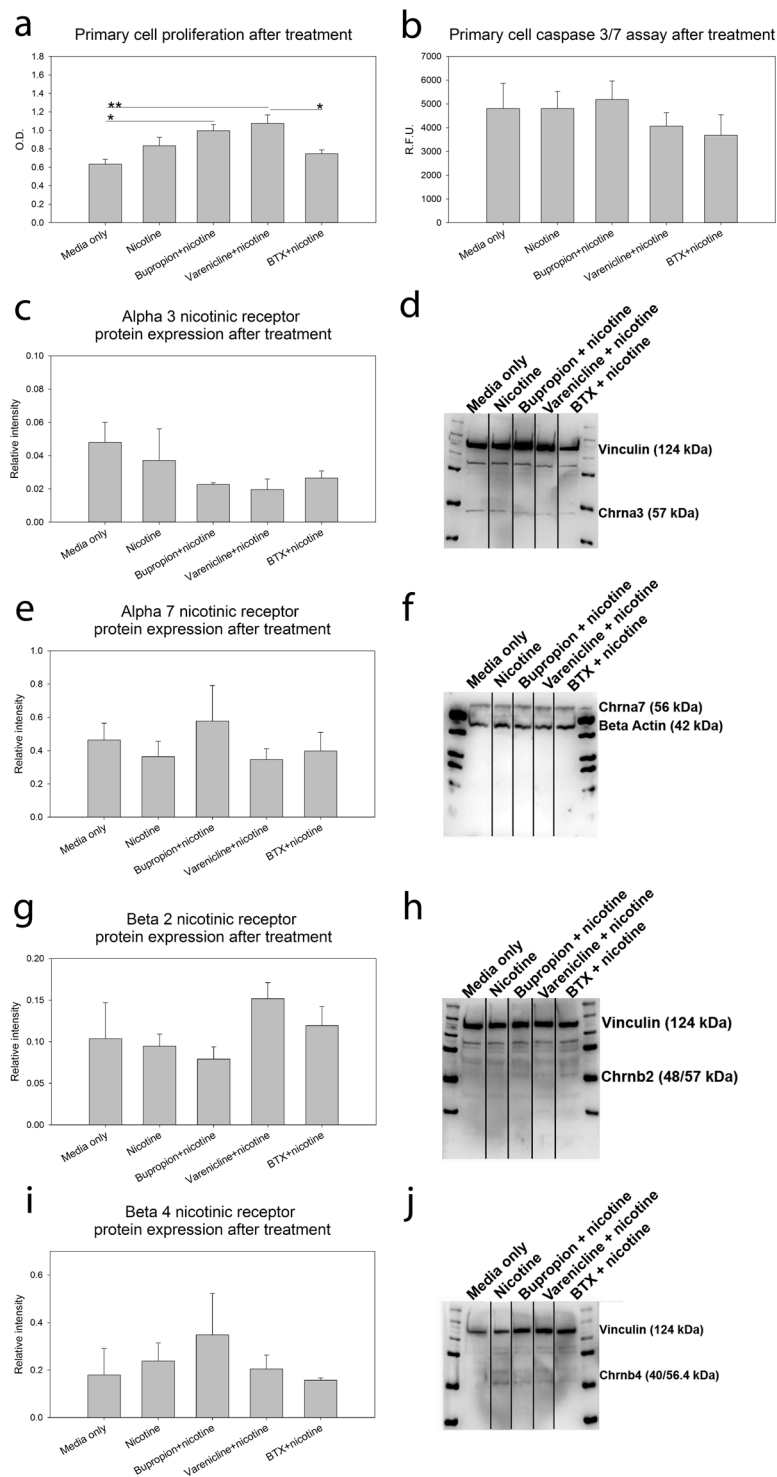 a
Primary cell proliferation after treatment
O.D.
1.8
1.6
1.4
1.2
1.0
0.8
0.6
0.4
0.2
0.0
**
*
*
Media only
Nicotine
Bupropion+nicotine
Varenicline+nicotine
BTX+nicotine
b
Primary cell caspase 3/7 assay after treatment
R.F.U.
7000
6000
5000
4000
3000
2000
1000
0
Media only
Nicotine
Bupropion+nicotine
Varenicline+nicotine
BTX+nicotine
c
Alpha 3 nicotinic receptor
protein expression after treatment
Relative intensity
0.10
0.08
0.06
0.04
0.02
0.00
Media only
Nicotine
Bupropion+nicotine
Varenicline+nicotine
BTX+nicotine
d
Media only
Nicotine
Bupropion + nicotine
Varenicline + nicotine
BTX + nicotine
Vinculin (124 kDa)
Chrna3 (57 kDa)
e
Alpha 7 nicotinic receptor
protein expression after treatment
Relative intensity
1.0
0.8
0.6
0.4
0.2
0.0
Media only
Nicotine
Bupropion+nicotine
Varenicline+nicotine
BTX+nicotine
f
Media only
Nicotine
Bupropion + nicotine
Varenicline + nicotine
BTX + nicotine
Chrna7 (56 kDa)
Beta Actin (42 kDa)
g
Beta 2 nicotinic receptor
protein expression after treatment
Relative intensity
0.20
0.15
0.10
0.05
0.00
Media only
Nicotine
Bupropion+nicotine
Varenicline+nicotine
BTX+nicotine
h
Media only
Nicotine
Bupropion + nicotine
Varenicline + nicotine
BTX + nicotine
Vinculin (124 kDa)
Chrnb2 (48/57 kDa)
i
Beta 4 nicotinic receptor
protein expression after treatment
Relative intensity
0.6
0.4
0.2
0.0
Media only
Nicotine
Bupropion+nicotine
Varenicline+nicotine
BTX+nicotine
j
Media only
Nicotine
Bupropion + nicotine
Varenicline + nicotine
BTX + nicotine
Vinculin (124 kDa)
Chrnb4 (40/56.4 kDa)